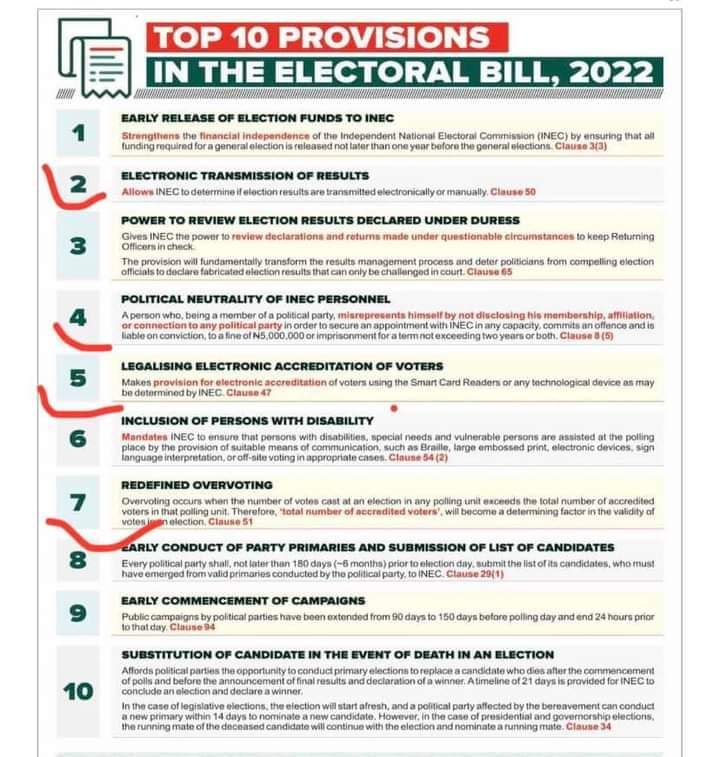 TOP 10 PROVISIONS
IN THE ELECTORAL BILL, 2022
1
EARLY RELEASE OF ELECTION FUNDS TO INEC
Strengthens the financial independence of the Independent National Electoral Commission (INEC) by ensuring that all
funding required for a general election is released not later than one year before the general elections. Clause 3(3)
2
ELECTRONIC TRANSMISSION OF RESULTS
Allows INEC to determine if election results are transmitted electronically or manually. Clause 50
3
POWER TO REVIEW ELECTION RESULTS DECLARED UNDER DURESS
Gives INEC the power to review declarations and returns made under questionable circumstances to keep Returning
Officers in check.
The provision will fundamentally transform the results management process and deter politicians from compelling election
officials to declare fabricated election results that can only be challenged in court. Clause 65
4
POLITICAL NEUTRALITY OF INEC PERSONNEL
A person who, being a member of a political party, misrepresents himself by not disclosing his membership, affiliation,
or connection to any political party in order to secure an appointment with INEC in any capacity, commits an offence and is
liable on conviction, to a fine of ₦5,000,000 or imprisonment for a term not exceeding two years or both. Clause 8 (5)
5
LEGALISING ELECTRONIC ACCREDITATION OF VOTERS
Makes provision for electronic accreditation of voters using the Smart Card Readers or any technological device as may
be determined by INEC. Clause 47
6
INCLUSION OF PERSONS WITH DISABILITY
Mandates INEC to ensure that persons with disabilities, special needs and vulnerable persons are assisted at the polling
place by the provision of suitable means of communication, such as Braille, large embossed print, electronic devices, sign
language interpretation, or off-site voting in appropriate cases. Clause 54 (2)
7
REDEFINED OVERVOTING
Overvoting occurs when the number of votes cast at an election in any polling unit exceeds the total number of accredited
voters in that polling unit. Therefore, 'total number of accredited voters', will become a determining factor in the validity of
votes in an election. Clause 51
8
EARLY CONDUCT OF PARTY PRIMARIES AND SUBMISSION OF LIST OF CANDIDATES
Every political party shall, not later than 180 days (~6 months) prior to election day, submit the list of its candidates, who must
have emerged from valid primaries conducted by the political party, to INEC. Clause 29(1)
9
EARLY COMMENCEMENT OF CAMPAIGNS
Public campaigns by political parties have been extended from 90 days to 150 days before polling day and end 24 hours prior
to that day. Clause 94
10
SUBSTITUTION OF CANDIDATE IN THE EVENT OF DEATH IN AN ELECTION
Affords political parties the opportunity to conduct primary elections to replace a candidate who dies after the commencement
of polls and before the announcement of final results and declaration of a winner. A timeline of 21 days is provided for INEC to
conclude an election and declare a winner.
In the case of legislative elections, the election will start afresh, and a political party affected by the bereavement can conduct
a new primary within 14 days to nominate a new candidate. However, in the case of presidential and governorship elections,
the running mate of the deceased candidate will continue with the election and nominate a running mate. Clause 34